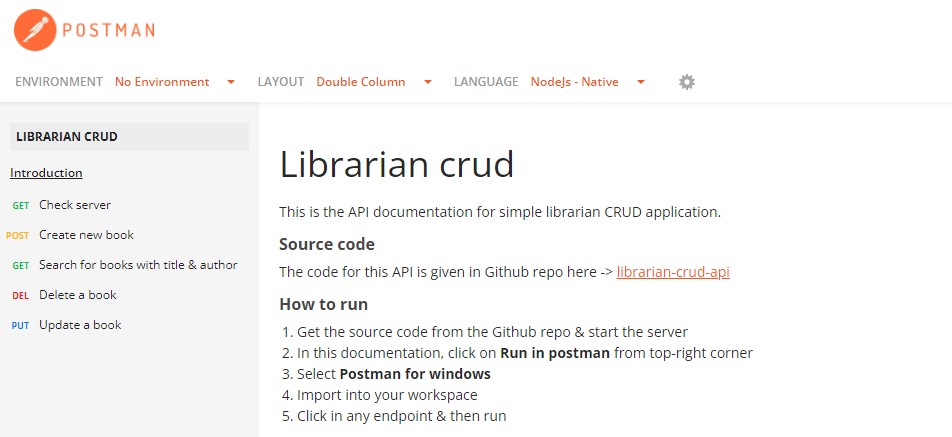 POSTMAN
ENVIRONMENT No Environment LAYOUT Double Column LANGUAGE NodeJs - Native
LIBRARIAN CRUD
Introduction
GET Check server
POST Create new book
GET Search for books with title & author
DEL Delete a book
PUT Update a book
Librarian crud
This is the API documentation for simple librarian CRUD application.
Source code
The code for this API is given in Github repo here -> librarian-crud-api
How to run
1. Get the source code from the Github repo & start the server
2. In this documentation, click on Run in postman from top-right corner
3. Select Postman for windows
4. Import into your workspace
5. Click in any endpoint & then run